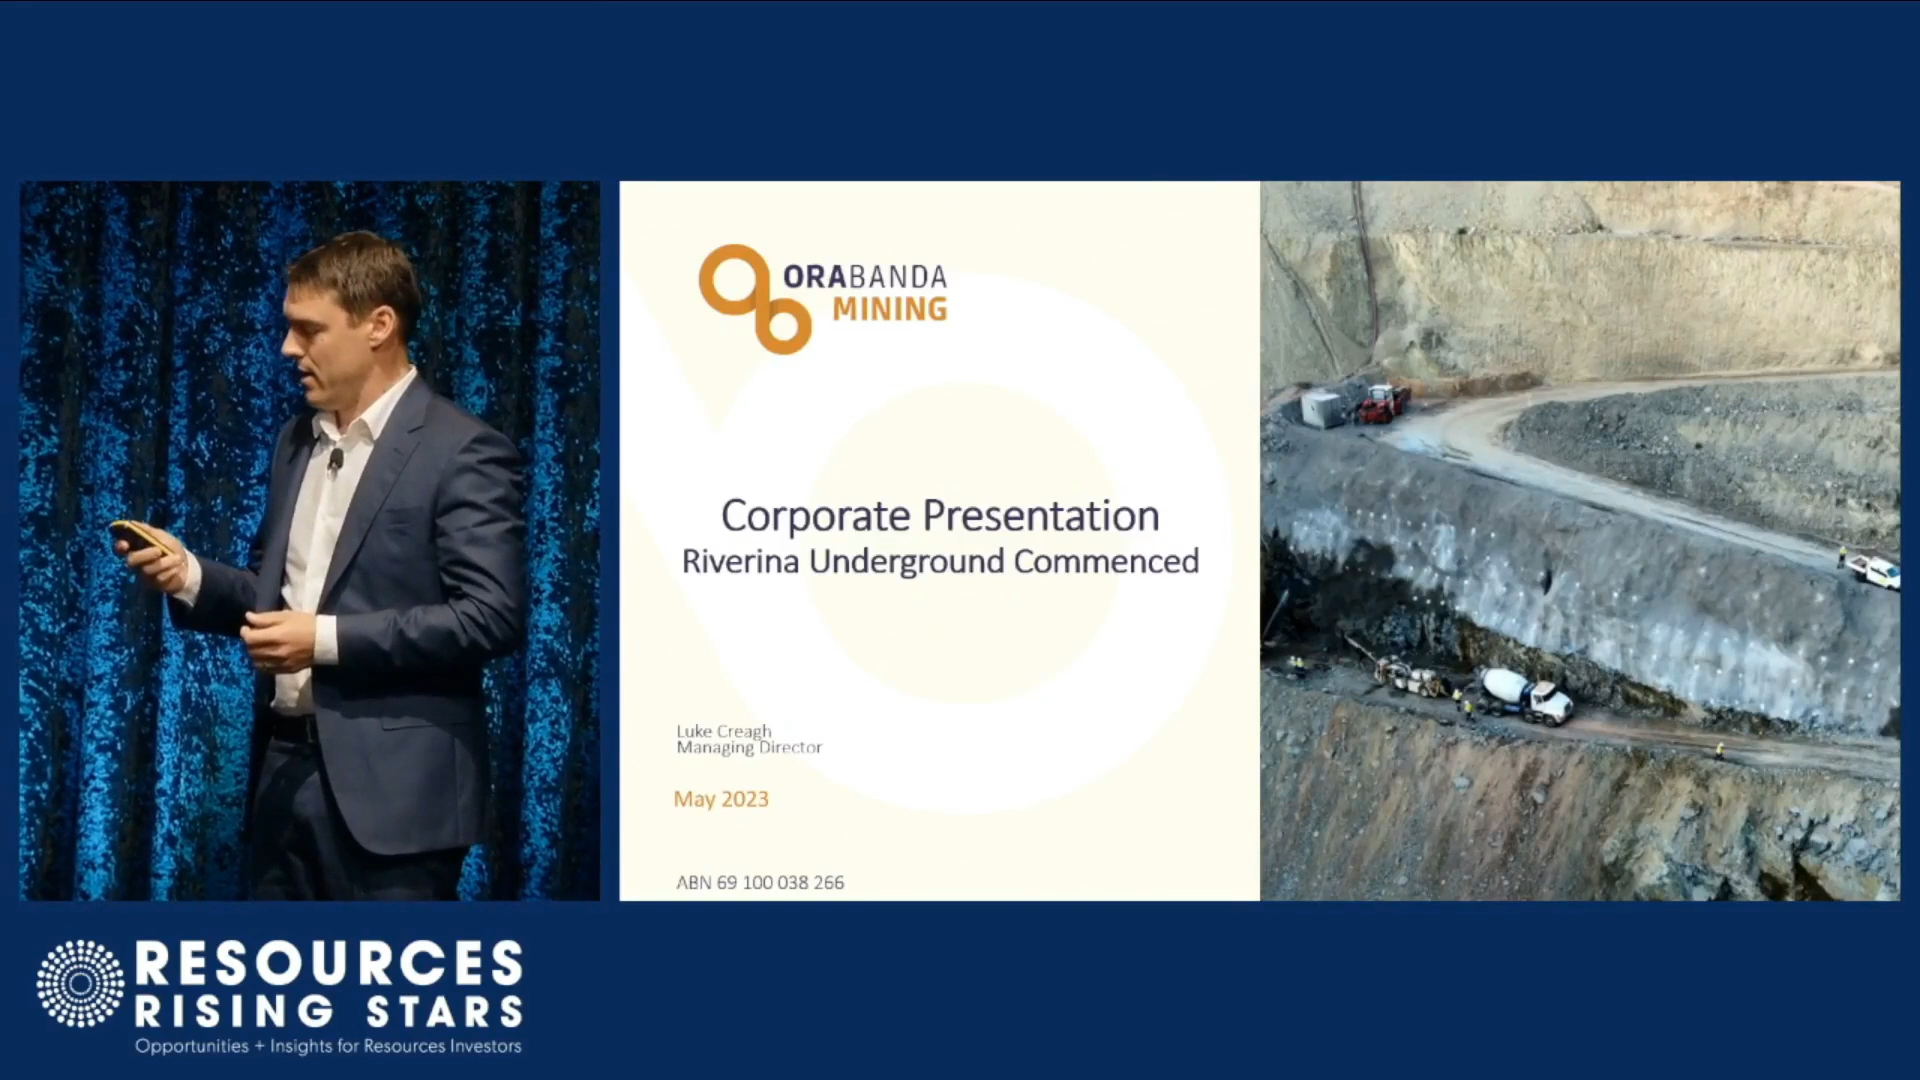 ORABANDA
MINING
Corporate Presentation
Riverina Underground Commenced
Luke Creagh
Managing Director
May 2023
ABN 69 100 038 266
RESOURCES
RISING STARS
Opportunities + Insights for Resources Investors